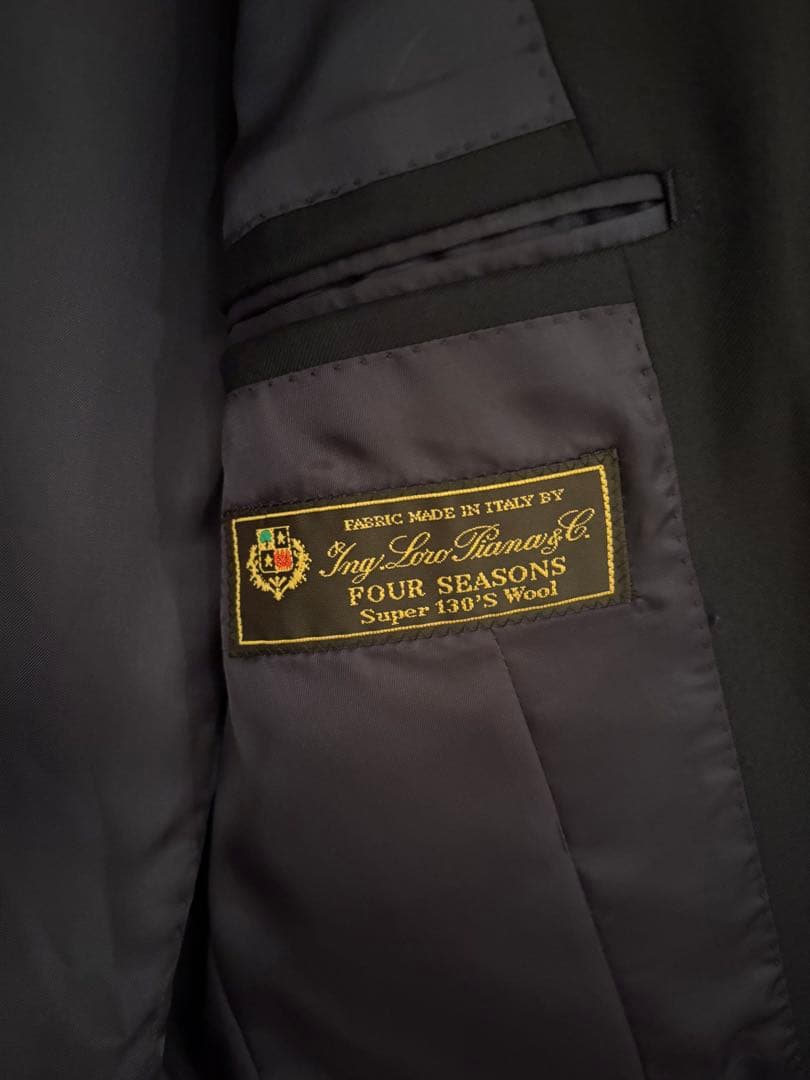 FABRIC MADE IN ITALY BY
Ing. Loro Piana & C.
FOUR SEASONS
Super 130'S Wool